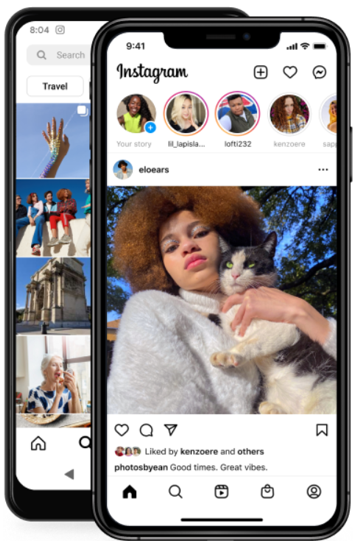 8:04
Search
Travel
9:41
Instagram
Your story
lil_lapisla...
lofti232
kenzoere
sapp
eloears
Liked by kenzoere and others
photosbyean Good times. Great vibes.